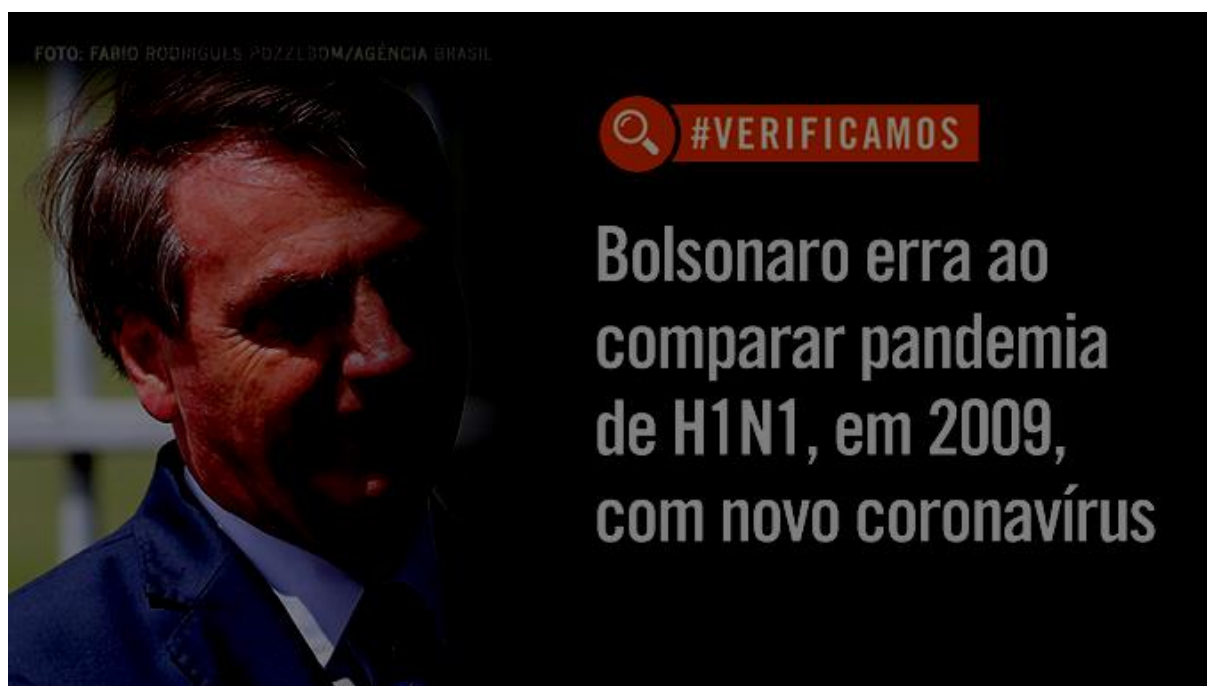 FOTO: FABIO RODRIGUES POZZEBOM/AGÊNCIA BRASIL
#VERIFICAMOS
Bolsonaro erra ao
comparar pandemia
de H1N1, em 2009,
com novo coronavírus